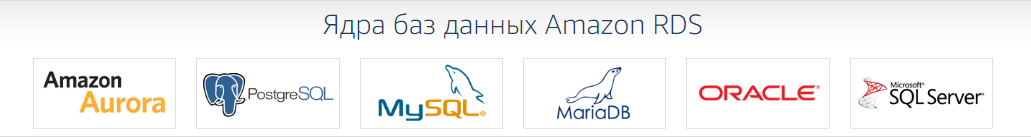 Ядра баз данных Amazon RDS
Amazon
Aurora
PostgreSQL
MySQL®
MariaDB
ORACLE®
Microsoft®
SQL Server®